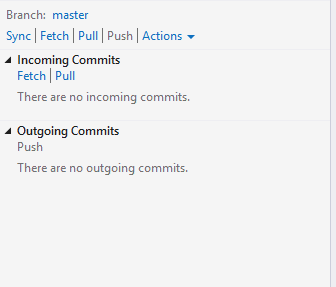 Branch: master
Sync | Fetch | Pull | Push | Actions
Incoming Commits
Fetch | Pull
There are no incoming commits.
Outgoing Commits
Push
There are no outgoing commits.